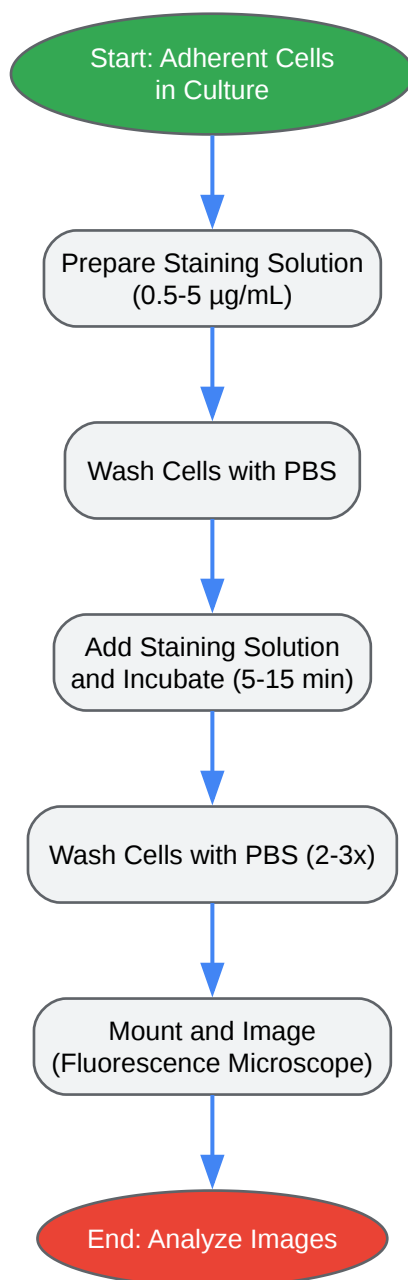 Start: Adherent Cells
in Culture
Prepare Staining Solution
(0.5-5 µg/mL)
Wash Cells with PBS
Add Staining Solution
and Incubate (5-15 min)
Wash Cells with PBS (2-3x)
Mount and Image
(Fluorescence Microscope)
End: Analyze Images